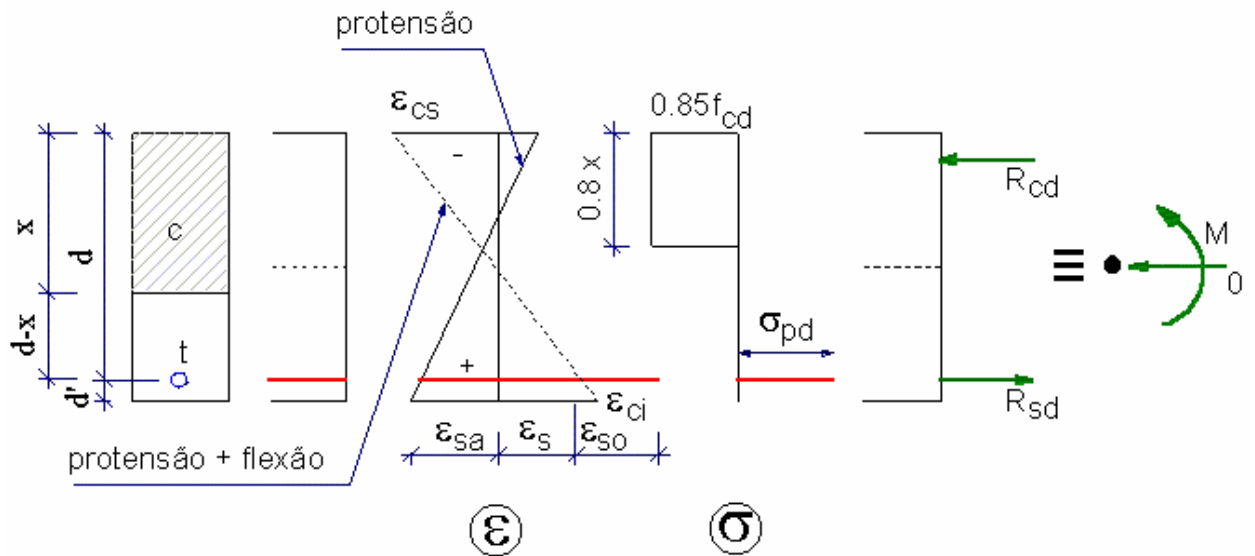 protensão
ε_cs
0.85f_cd
x
d
d-x
d'
c
t
-
+
0.8 x
R_cd
M
0
σ_pd
R_sd
ε_ci
ε_sa
ε_s
ε_so
protensão + flexão
ε
σ